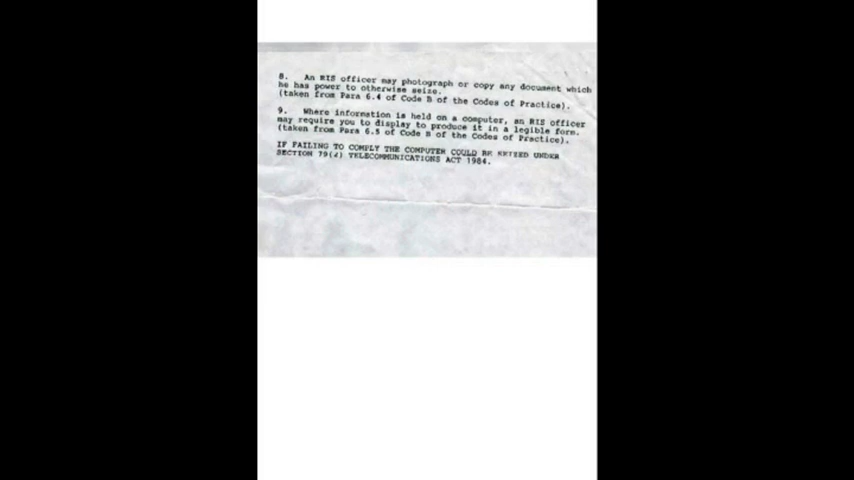 8. An RIS officer may photograph or copy any document which
he has power to otherwise seize.
(taken from Para 6.4 of Code B of the Codes of Practice).
9. Where information is held on a computer, an RIS officer
may require you to display to produce it in a legible form.
(taken from Para 6.5 of Code B of the Codes of Practice).
IF FAILING TO COMPLY THE COMPUTER COULD BE SEIZED UNDER
SECTION 79(2) TELECOMMUNICATIONS ACT 1984.